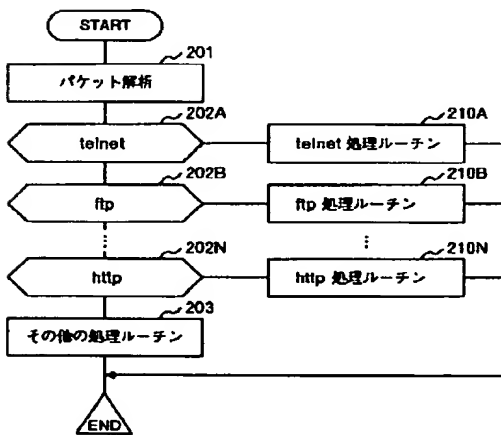 START
201
パケット解析
202A
telnet
210A
telnet 処理ルーチン
202B
ftp
210B
ftp 処理ルーチン
202N
http
210N
http 処理ルーチン
203
その他の処理ルーチン
END